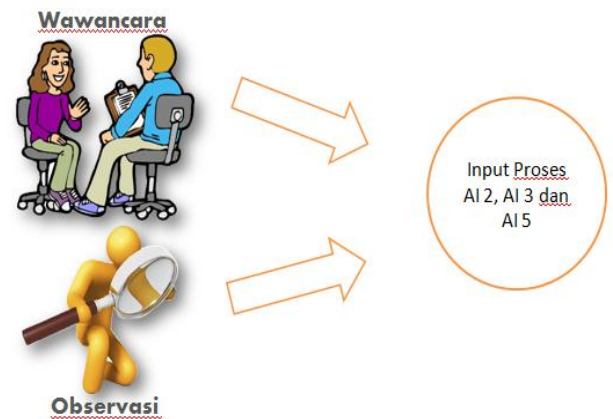 Wawancara
Input Proses
AI 2, AI 3 dan
AI 5
Observasi